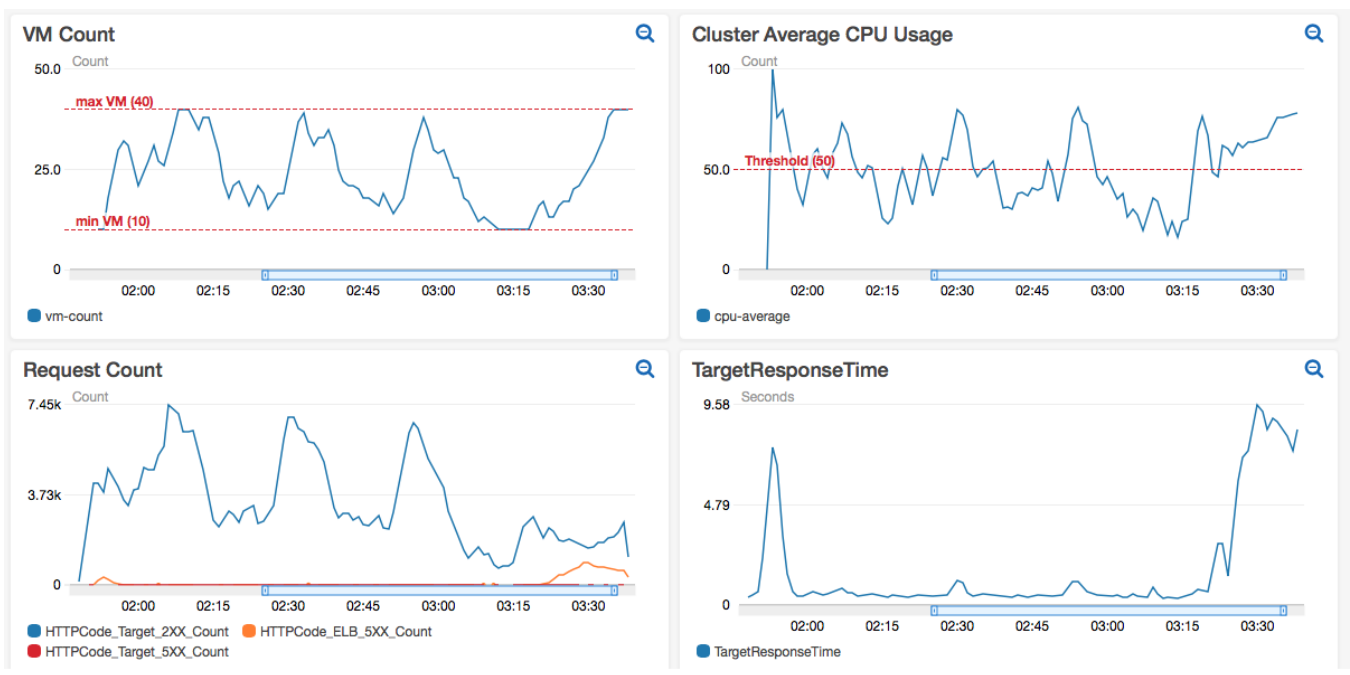 VM Count
Count
50.0
max VM (40)
25.0
min VM (10)
0
02:00 02:15 02:30 02:45 03:00 03:15 03:30
vm-count
Cluster Average CPU Usage
Count
100
Threshold (50)
50.0
0
02:00 02:15 02:30 02:45 03:00 03:15 03:30
cpu-average
Request Count
Count
7.45k
3.73k
0
02:00 02:15 02:30 02:45 03:00 03:15 03:30
HTTPCode_Target_2XX_Count HTTPCode_ELB_5XX_Count
HTTPCode_Target_5XX_Count
TargetResponseTime
Seconds
9.58
4.79
0
02:00 02:15 02:30 02:45 03:00 03:15 03:30
TargetResponseTime